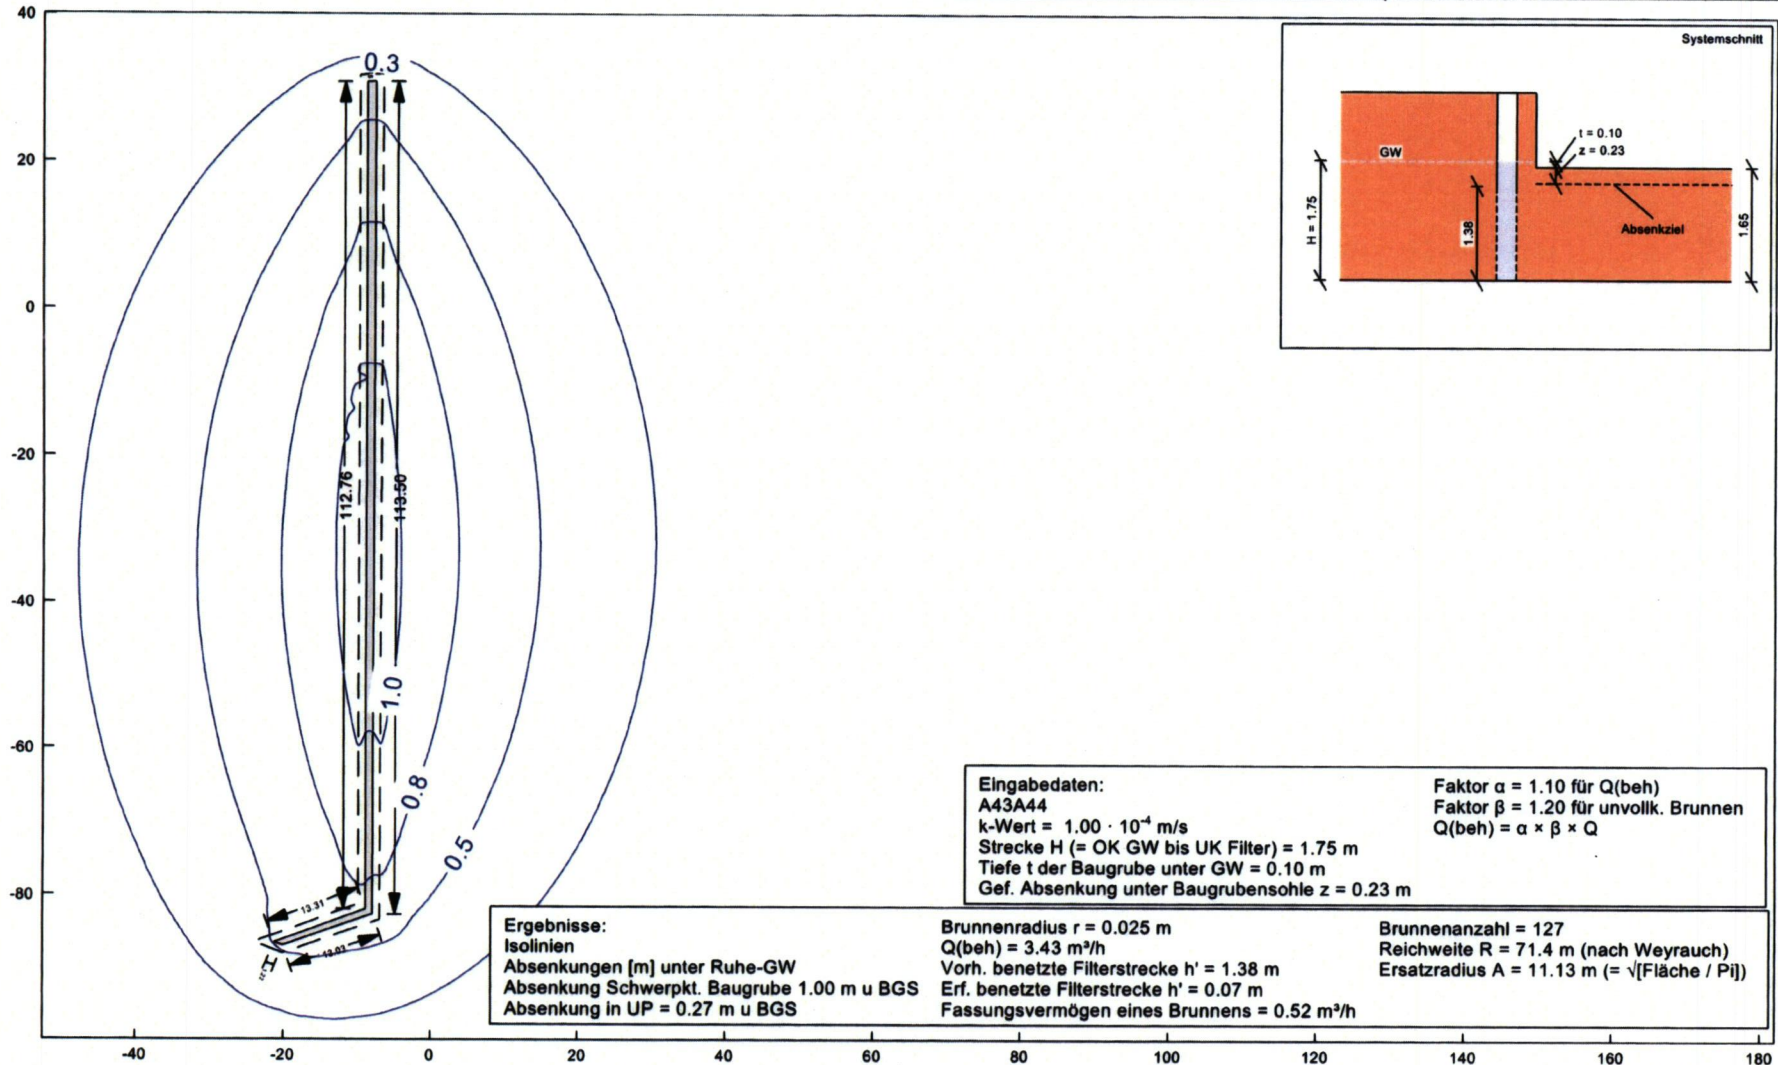 40
20
0
-20
-40
-60
-80
-40
-20
0
20
40
60
80
100
120
140
160
180
0.3
112.76
113.50
1.0
0.8
0.5
13.31
13.03
Systemschnitt
GW
t = 0.10
z = 0.23
H = 1.75
1.38
Absenkziel
1.65
Eingabedaten:
A43A44
k-Wert = 1.00 · 10⁻⁴ m/s
Strecke H (= OK GW bis UK Filter) = 1.75 m
Tiefe t der Baugrube unter GW = 0.10 m
Gef. Absenkung unter Baugrubensohle z = 0.23 m
Faktor α = 1.10 für Q(beh)
Faktor β = 1.20 für unvollk. Brunnen
Q(beh) = α × β × Q
Ergebnisse:
Isolinien
Absenkungen [m] unter Ruhe-GW
Absenkung Schwerpkt. Baugrube 1.00 m u BGS
Absenkung in UP = 0.27 m u BGS
Brunnenradius r = 0.025 m
Q(beh) = 3.43 m³/h
Vorh. benetzte Filterstrecke h' = 1.38 m
Erf. benetzte Filterstrecke h' = 0.07 m
Fassungsvermögen eines Brunnens = 0.52 m³/h
Brunnenanzahl = 127
Reichweite R = 71.4 m (nach Weyrauch)
Ersatzradius A = 11.13 m (= √[Fläche / Pi])